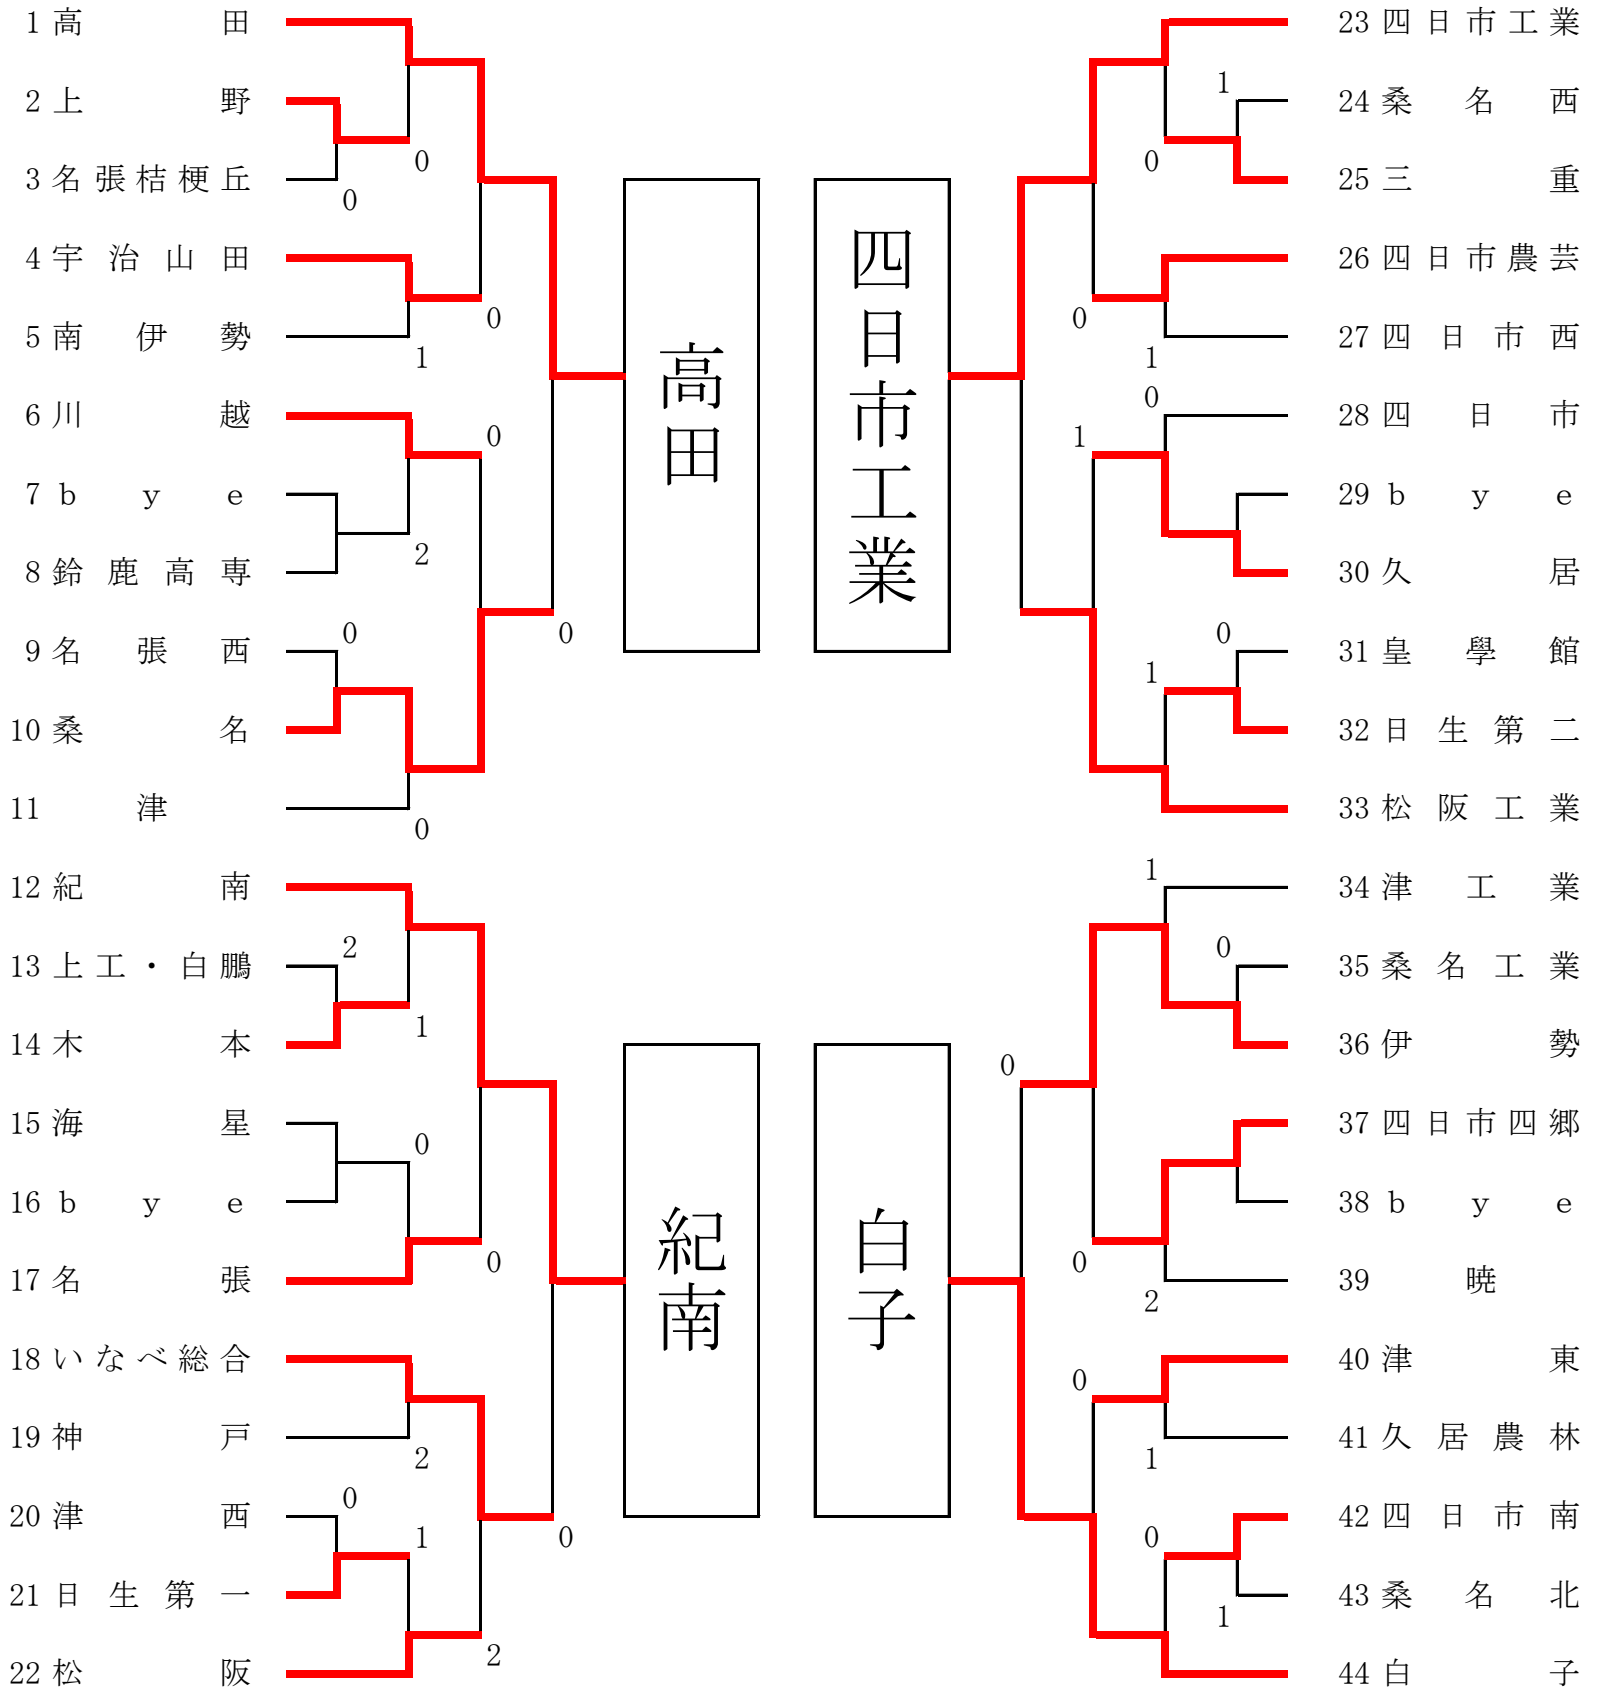 1 高田
2 上野
3 名張桔梗丘
4 宇治山田
5 南伊勢
6 川越
7 ｂｙｅ
8 鈴鹿高専
9 名張西
10 桑名
11 津
12 紀南
13 上工・白鵬
14 木本
15 海星
16 ｂｙｅ
17 名張
18 いなべ総合
19 神戸
20 津西
21 日生第一
22 松阪
0
0
0
1
0
2
0
0
0
0
2
1
0
0
2
0
1
0
2
高田
紀南
四日市工業
白子
1
0
0
1
0
1
0
1
1
0
0
0
2
0
1
0
1
23 四日市工業
24 桑名西
25 三重
26 四日市農芸
27 四日市西
28 四日市
29 ｂｙｅ
30 久居
31 皇學館
32 日生第二
33 松阪工業
34 津工業
35 桑名工業
36 伊勢
37 四日市四郷
38 ｂｙｅ
39 暁
40 津東
41 久居農林
42 四日市南
43 桑名北
44 白子